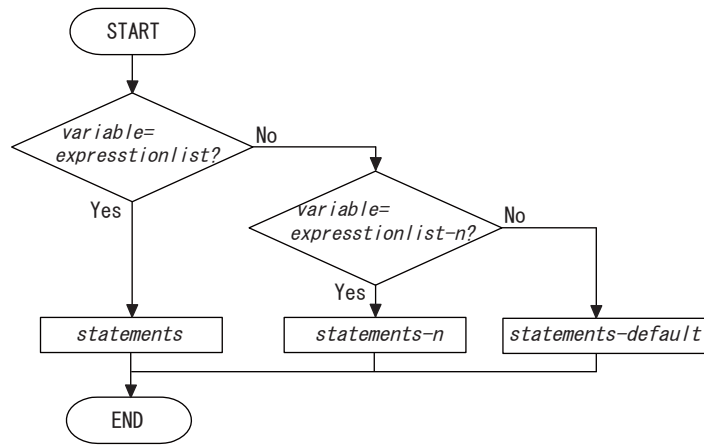 START
variable=
expresstionlist?
No
Yes
variable=
expresstionlist-n?
No
Yes
statements
statements-n
statements-default
END